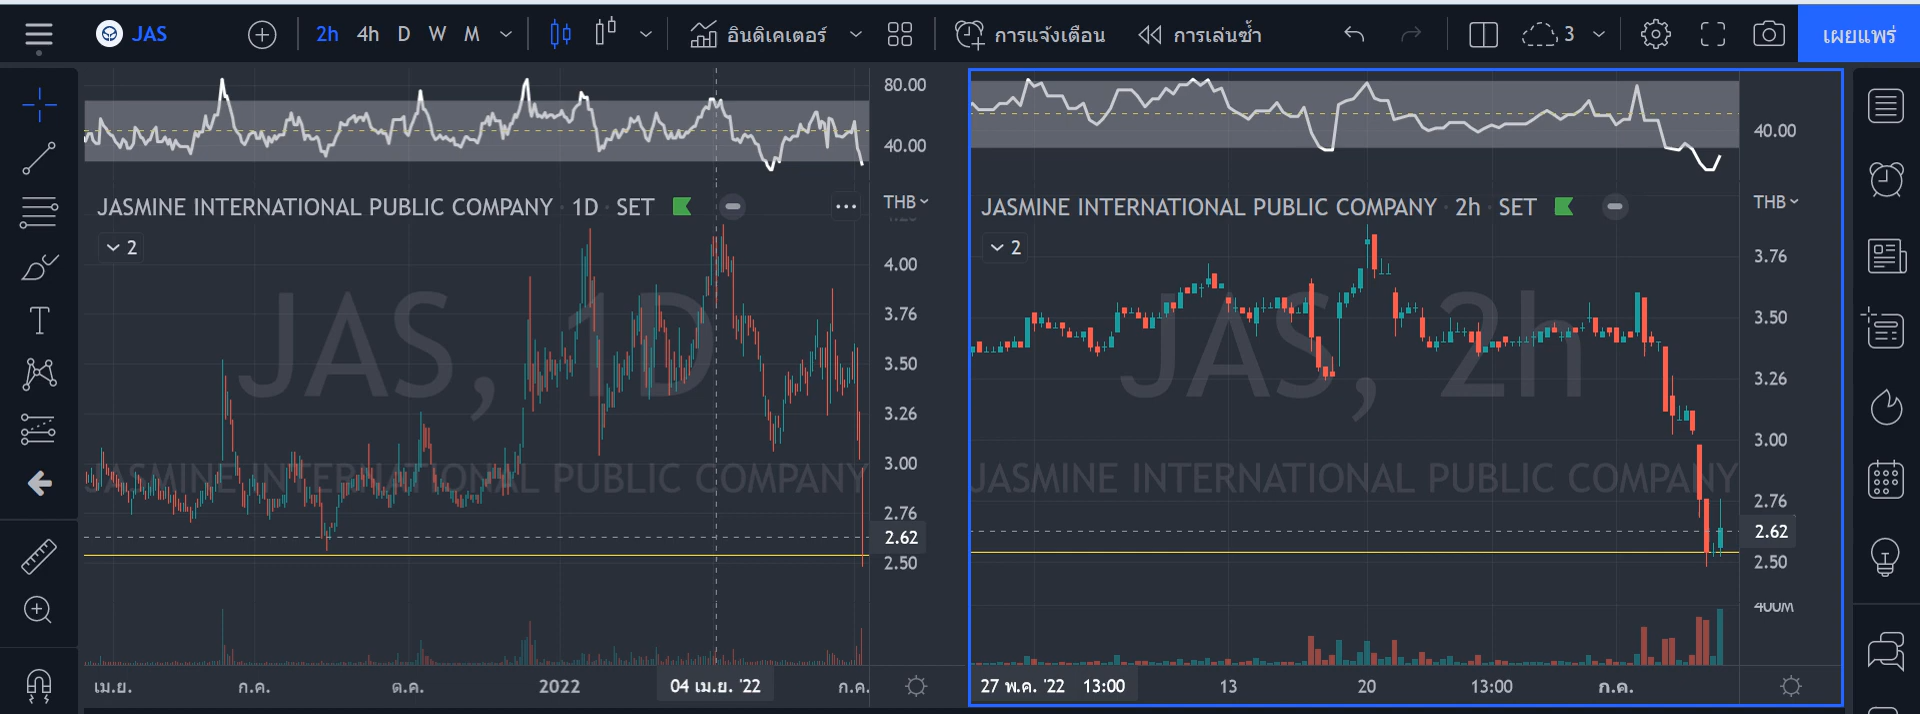 JAS 2h 4h D W M อินดิเคเตอร์ การแจ้งเตือน การเล่นซ้ำ 3 เผยแพร่
80.00
40.00
JASMINE INTERNATIONAL PUBLIC COMPANY · 1D · SET
THB
2
4.00
3.76
3.50
3.26
3.00
2.76
2.62
2.50
JAS, 1D
JASMINE INTERNATIONAL PUBLIC COMPANY
เม.ย. ก.ค. ต.ค. 2022 04 เม.ย. '22 ก.ค.
40.00
JASMINE INTERNATIONAL PUBLIC COMPANY · 2h · SET
THB
2
3.76
3.50
3.26
3.00
2.76
2.62
2.50
400M
JAS, 2h
JASMINE INTERNATIONAL PUBLIC COMPANY
27 พ.ค. '22 13:00 13 20 13:00 ก.ค.
T